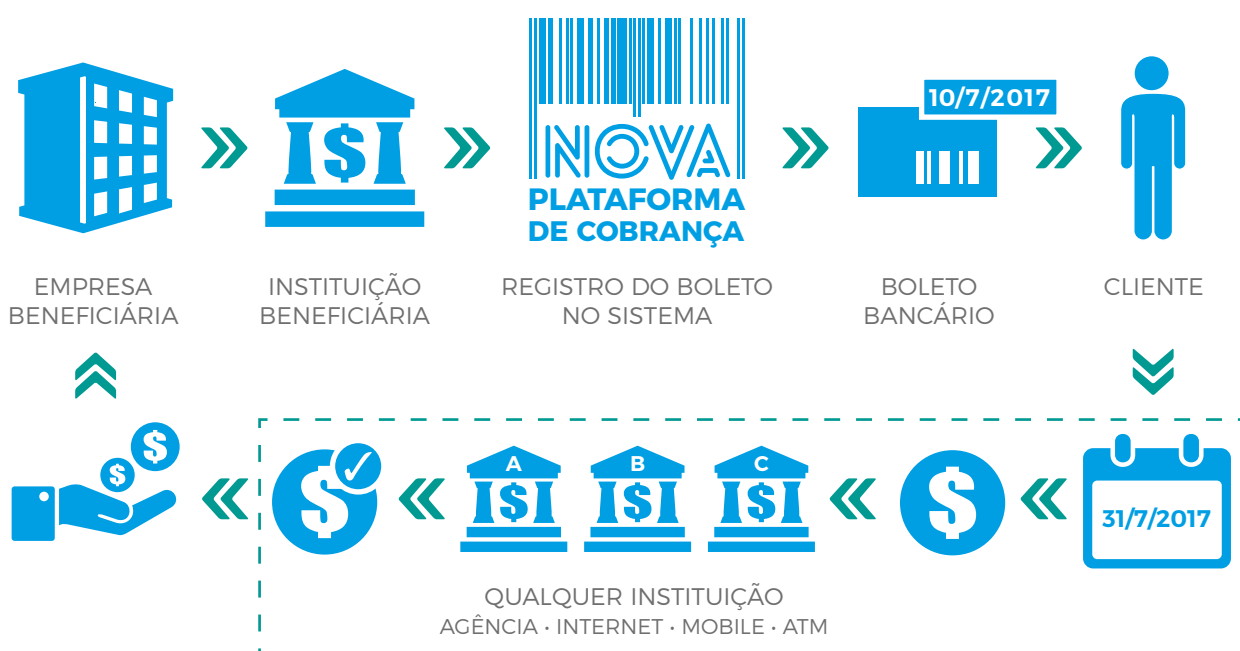 NOVA
PLATAFORMA
DE COBRANÇA
10/7/2017
EMPRESA
BENEFICIÁRIA
INSTITUIÇÃO
BENEFICIÁRIA
REGISTRO DO BOLETO
NO SISTEMA
BOLETO
BANCÁRIO
CLIENTE
$
$
$
$
A
$
B
$
C
$
$
31/7/2017
QUALQUER INSTITUIÇÃO
AGÊNCIA · INTERNET · MOBILE · ATM